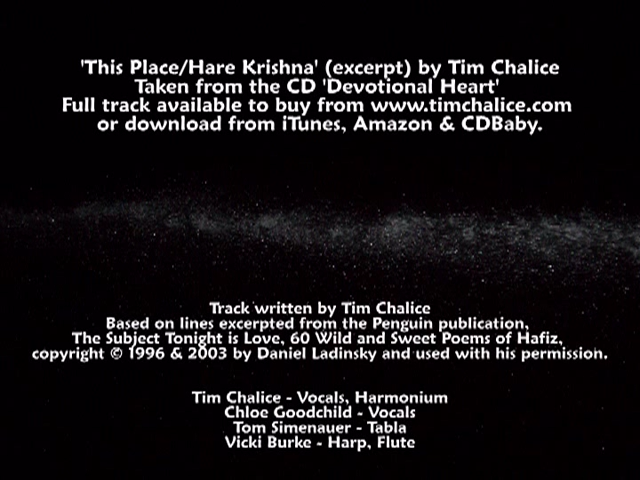 'This Place/Hare Krishna' (excerpt) by Tim Chalice
Taken from the CD 'Devotional Heart'
Full track available to buy from www.timchalice.com
or download from iTunes, Amazon & CDBaby.
Track written by Tim Chalice
Based on lines excerpted from the Penguin publication,
The Subject Tonight is Love, 60 Wild and Sweet Poems of Hafiz,
copyright © 1996 & 2003 by Daniel Ladinsky and used with his permission.
Tim Chalice - Vocals, Harmonium
Chloe Goodchild - Vocals
Tom Simenauer - Tabla
Vicki Burke - Harp, Flute